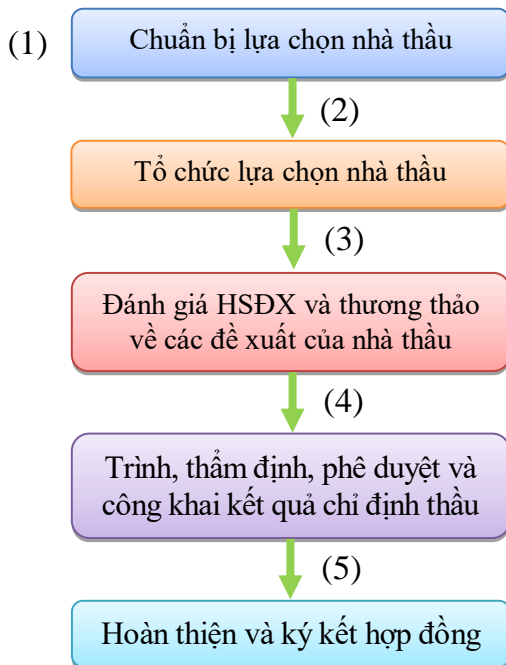 (1)
Chuẩn bị lựa chọn nhà thầu
(2)
Tổ chức lựa chọn nhà thầu
(3)
Đánh giá HSĐX và thương thảo
về các đề xuất của nhà thầu
(4)
Trình, thẩm định, phê duyệt và
công khai kết quả chỉ định thầu
(5)
Hoàn thiện và ký kết hợp đồng